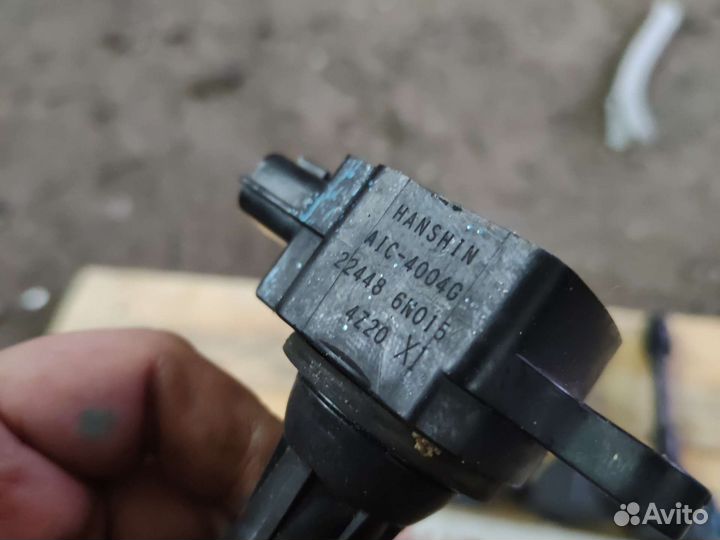 HANSHIN
AIC-4004G
22448 6N015
4Z20 X1
Avito